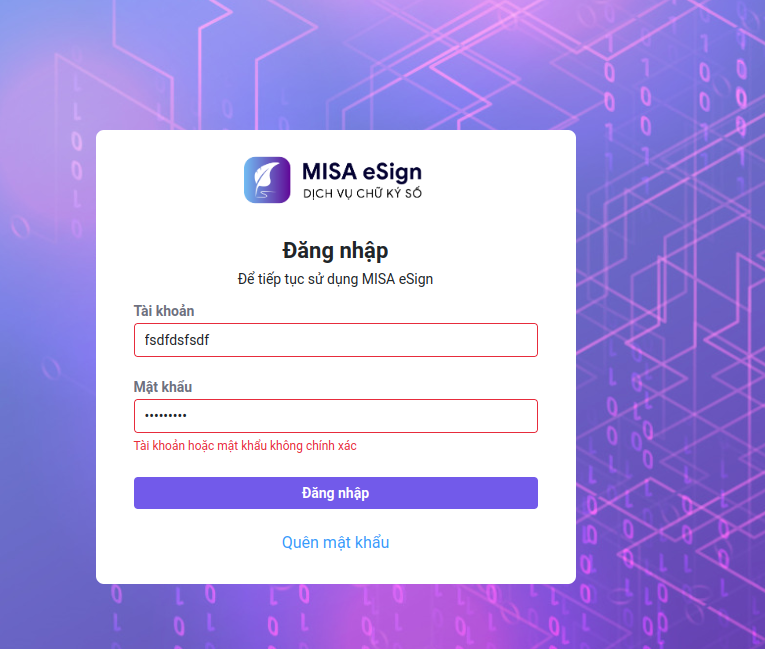 MISA eSign
DỊCH VỤ CHỮ KÝ SỐ
Đăng nhập
Để tiếp tục sử dụng MISA eSign
Tài khoản
fsdfdsfsdf
Mật khẩu
•••••••••
Tài khoản hoặc mật khẩu không chính xác
Đăng nhập
Quên mật khẩu